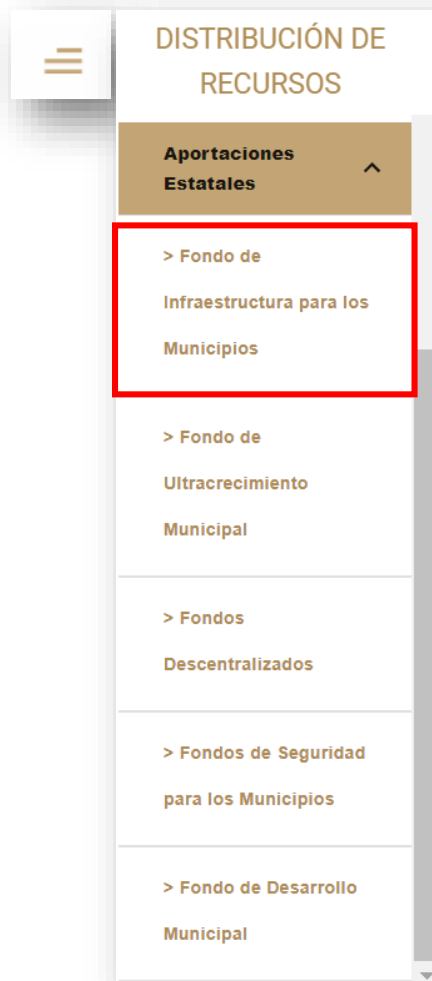 DISTRIBUCIÓN DE
RECURSOS
Aportaciones
Estatales
> Fondo de
Infraestructura para los
Municipios
> Fondo de
Ultracrecimiento
Municipal
> Fondos
Descentralizados
> Fondos de Seguridad
para los Municipios
> Fondo de Desarrollo
Municipal